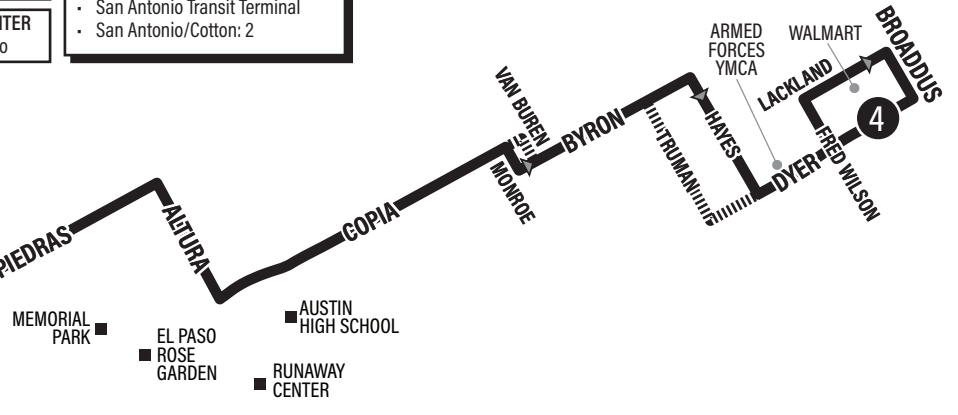 San Antonio Transit Terminal
San Antonio/Cotton: 2
ARMED
FORCES
YMCA
WALMART
BROADDUS
LACKLAND
4
VAN BUREN
BYRON
HAYES
TRUMAN
DYER
FRED WILSON
MONROE
COPIA
ALTURA
PIEDRAS
MEMORIAL
PARK
EL PASO
ROSE
GARDEN
AUSTIN
HIGH SCHOOL
RUNAWAY
CENTER